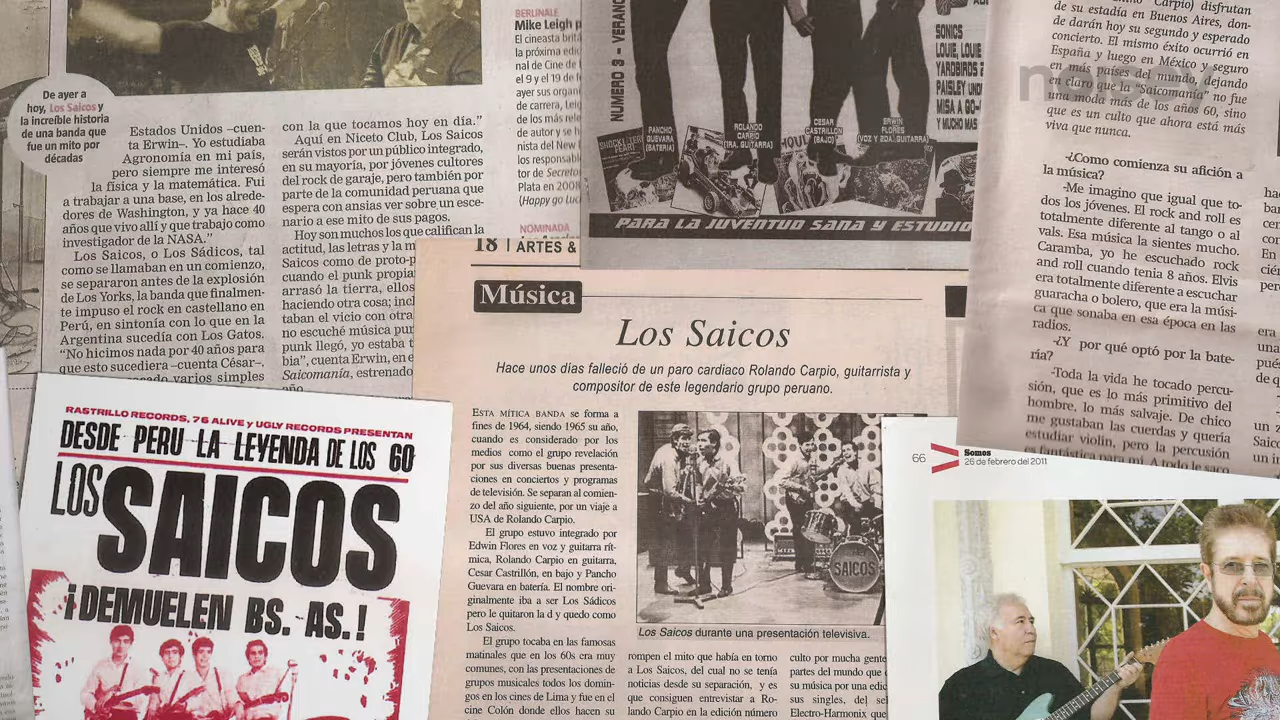 De ayer a
hoy, Los Saicos y
la increíble historia
de una banda que
fue un mito por
décadas
Estados Unidos –cuen-
ta Erwin–. Yo estudiaba
Agronomía en mi país,
pero siempre me interesó
la física y la matemática. Fui
a trabajar a una base, en los alrede-
dores de Washington, y ya hace 40
años que vivo allí y que trabajo como
investigador de la NASA."
Los Saicos, o Los Sádicos, tal
como se llamaban en un comienzo,
se separaron antes de la explosión
de Los Yorks, la banda que finalmen-
te impuso el rock en castellano en
Perú, en sintonía con lo que en la
Argentina sucedía con Los Gatos.
"No hicimos nada por 40 años para
que esto sucediera –cuenta César–,
varios simples
con la que tocamos hoy en día."
Aquí en Niceto Club, Los Saicos
serán vistos por un público integrado,
en su mayoría, por jóvenes cultores
del rock de garaje, pero también por
parte de la comunidad peruana que
espera con ansias ver sobre un esce-
nario a ese mito de sus pagos.
Hoy son muchos los que califican la
actitud, las letras y la m
Saicos como de proto-p
cuando el punk propia
arrasó la tierra, ellos
haciendo otra cosa; incl
taban el vicio con otra
no escuché música pun
punk llegó, yo estaba t
bia", cuenta Erwin, en e
Saicomanía, estrenado
año
BERLINALE
Mike Leigh p
El cineasta britá
la próxima edic
nal de Cine de
el 9 y el 19 de fe
ayer sus organi
de carrera, Leig
de los más rele
de autor y se h
nista del New
los responsabl
tor de Secreto
Plata en 2008
(Happy go Luc
NOMINADA
NUMERO 3 - VERANO
PANCHO
GUEVARA
(BATERIA)
ROLANDO
CARPIO
(1RA. GUITARRA)
CESAR
CASTRILLON
(BAJO)
ERWIN
FLORES
(VOZ Y 2DA. GUITARRA)
SONICS
LOUIE, LOUIE
YARDBIRDS
PAISLEY UND
MISA A GO-
Y MUCHO MAS
PARA LA JUVENTUD SANA Y ESTUDIO
Carpio) disfrutan
de su estadía en Buenos Aires, don-
de darán hoy su segundo y esperado
concierto. El mismo éxito ocurrió en
España y luego en México y seguro
en más países del mundo, dejando
en claro que la "Saicomanía" no fue
una moda más de los años 60, sino
que es un culto que ahora está más
viva que nunca.
-¿Como comienza su afición a
la música?
-Me imagino que igual que to-
dos los jóvenes. El rock and roll es
totalmente diferente al tango o al
vals. Esa música la sientes mucho.
Caramba, yo he escuchado rock
and roll cuando tenia 8 años. Elvis
era totalmente diferente a escuchar
guaracha o bolero, que era la músi-
ca que sonaba en esa época en las
radios.
-¿Y por qué optó por la bate-
ría?
-Toda la vida he tocado percu-
sión, que es lo más primitivo del
hombre, lo más salvaje. De chico
me gustaban las cuerdas y quería
estudiar violín, pero la percusión
18 | ARTES &
Música
Los Saicos
Hace unos días falleció de un paro cardiaco Rolando Carpio, guitarrista y
compositor de este legendario grupo peruano.
ESTA MÍTICA BANDA se forma a
fines de 1964, siendo 1965 su año,
cuando es considerado por los
medios como el grupo revelación
por sus diversas buenas presenta-
ciones en conciertos y programas
de televisión. Se separan al comien-
zo del año siguiente, por un viaje a
USA de Rolando Carpio.
El grupo estuvo integrado por
Edwin Flores en voz y guitarra rít-
mica, Rolando Carpio en guitarra,
Cesar Castrillón, en bajo y Pancho
Guevara en batería. El nombre ori-
ginalmente iba a ser Los Sádicos
pero le quitaron la d y quedo como
Los Saicos.
El grupo tocaba en las famosas
matinales que en los 60s era muy
comunes, con las presentaciones de
grupos musicales todos los domin-
gos en los cines de Lima y fue en el
cine Colón donde ellos hacen su
SAICOS
Los Saicos durante una presentación televisiva.
rompen el mito que había en torno
a Los Saicos, del cual no se tenía
noticias desde su separación, y es
que consiguen entrevistar a Ro-
lando Carpio en la edición número
culto por mucha gente
partes del mundo que
su música por una edic
sus singles, del sel
Electro-Harmonix que
RASTRILLO RECORDS, 76 ALIVE y UGLY RECORDS PRESENTAN
DESDE PERU LA LEYENDA DE LOS 60
LOS
SAICOS
¡DEMUELEN BS. AS.!
66
Somos
26 de febrero del 2011